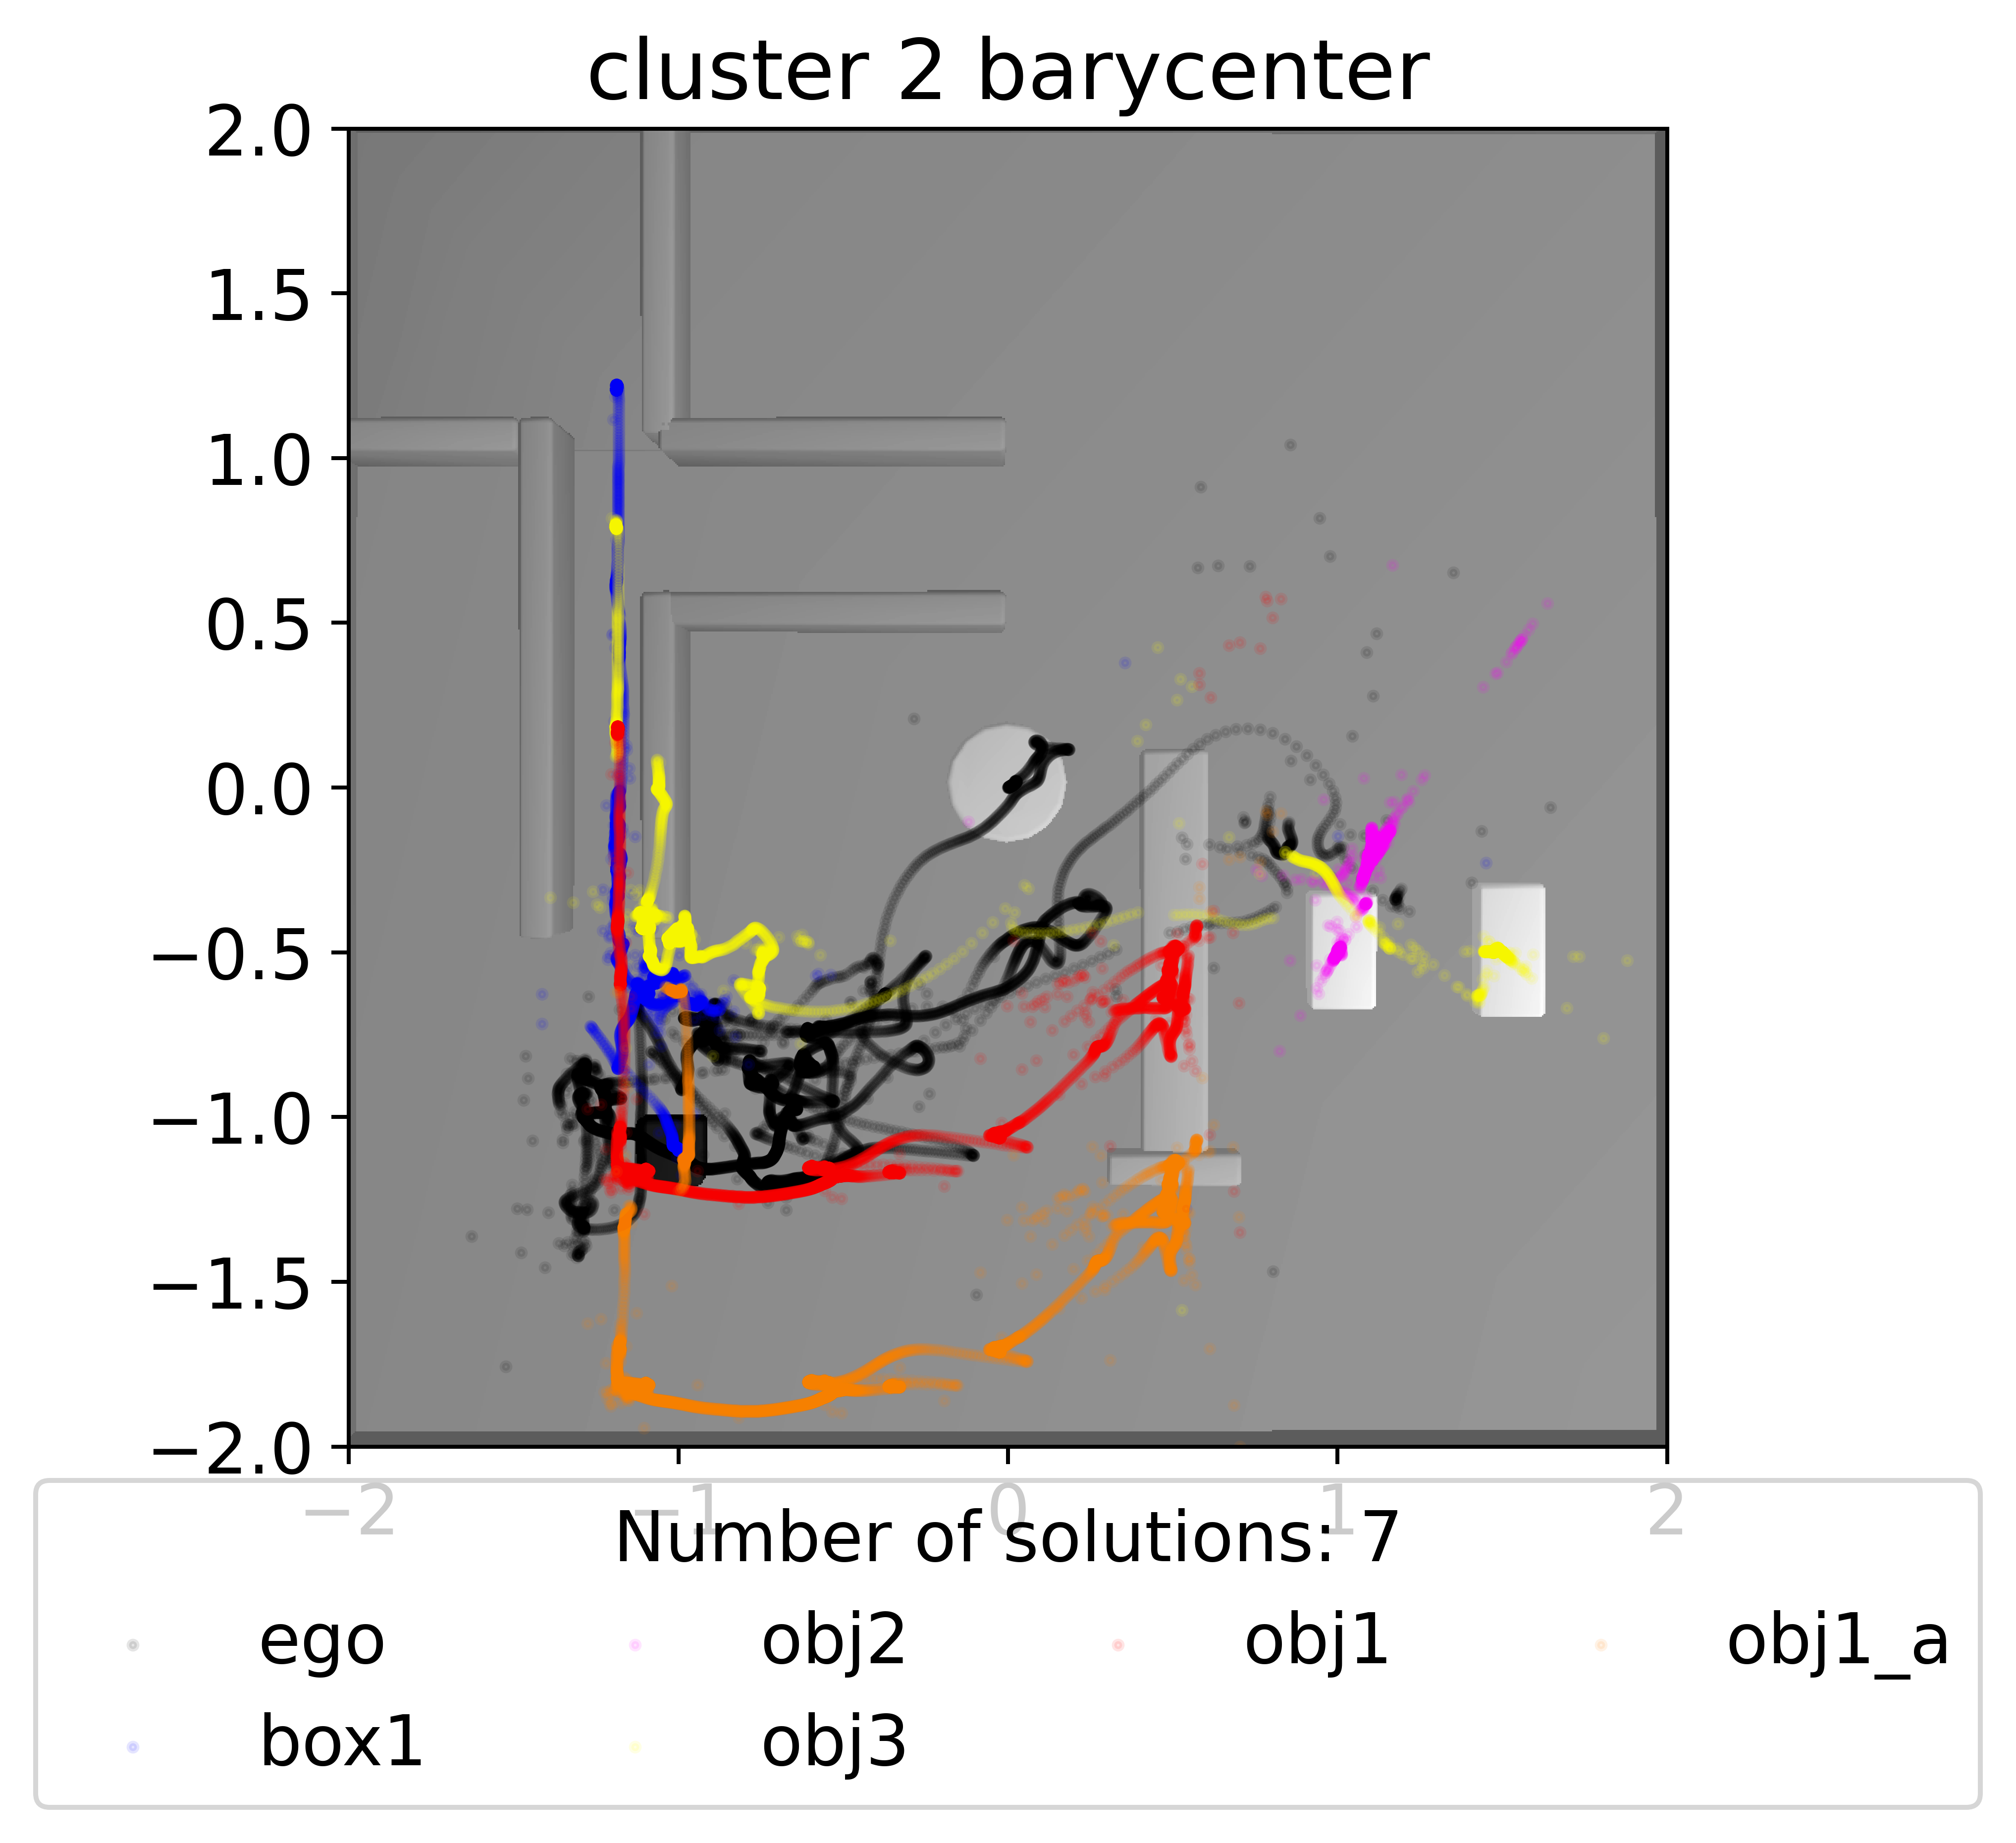 cluster 2 barycenter
2.0
1.5
1.0
0.5
0.0
−0.5
−1.0
−1.5
−2.0
−2 −1 0 1 2
Number of solutions: 7
ego obj2 obj1 obj1_a
box1 obj3